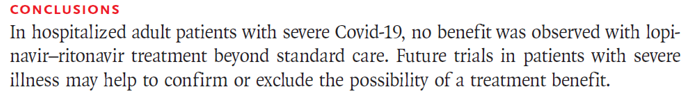 CONCLUSIONS
In hospitalized adult patients with severe Covid-19, no benefit was observed with lopi-
navir–ritonavir treatment beyond standard care. Future trials in patients with severe
illness may help to confirm or exclude the possibility of a treatment benefit.